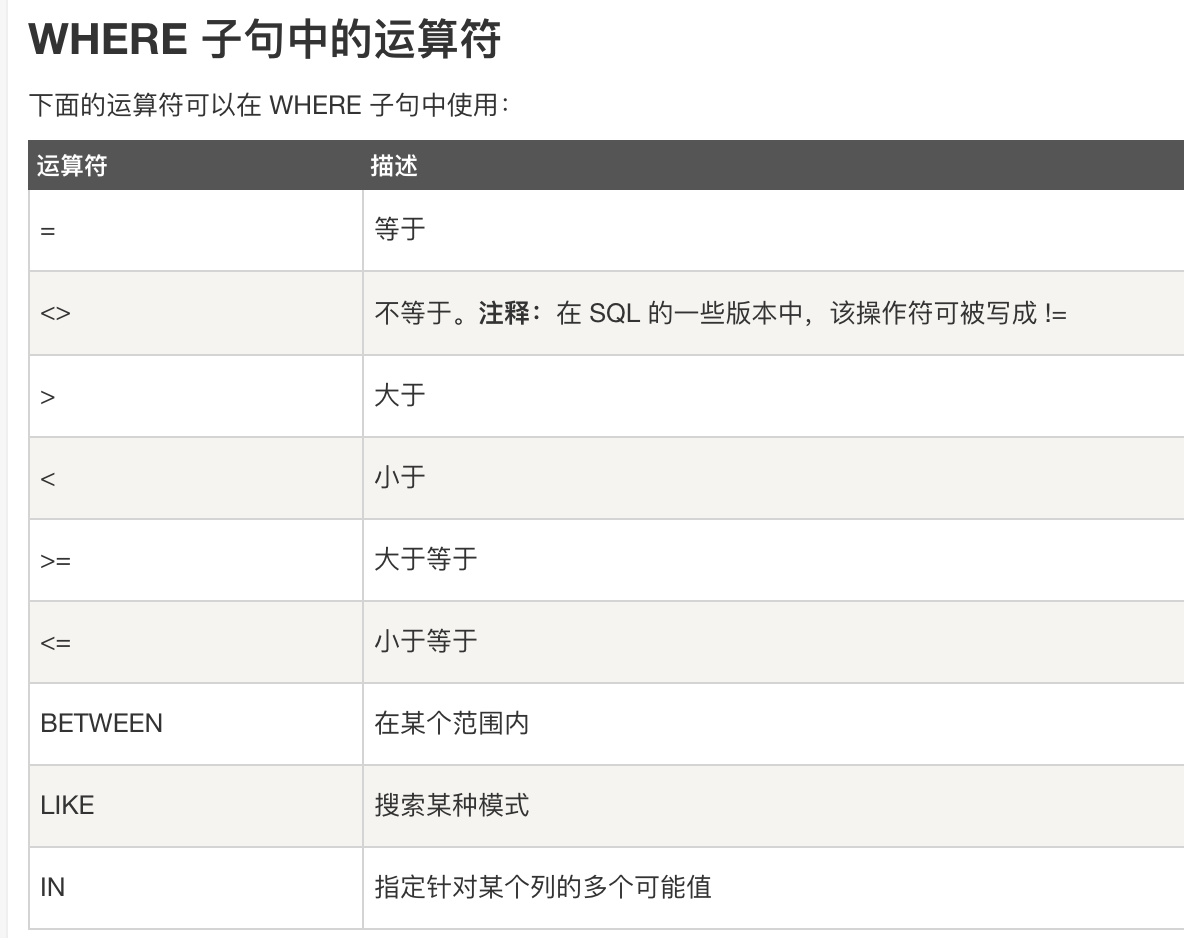 WHERE 子句中的运算符
下面的运算符可以在 WHERE 子句中使用：
运算符 描述
= 等于
<> 不等于。注释：在 SQL 的一些版本中，该操作符可被写成 !=
> 大于
< 小于
>= 大于等于
<= 小于等于
BETWEEN 在某个范围内
LIKE 搜索某种模式
IN 指定针对某个列的多个可能值